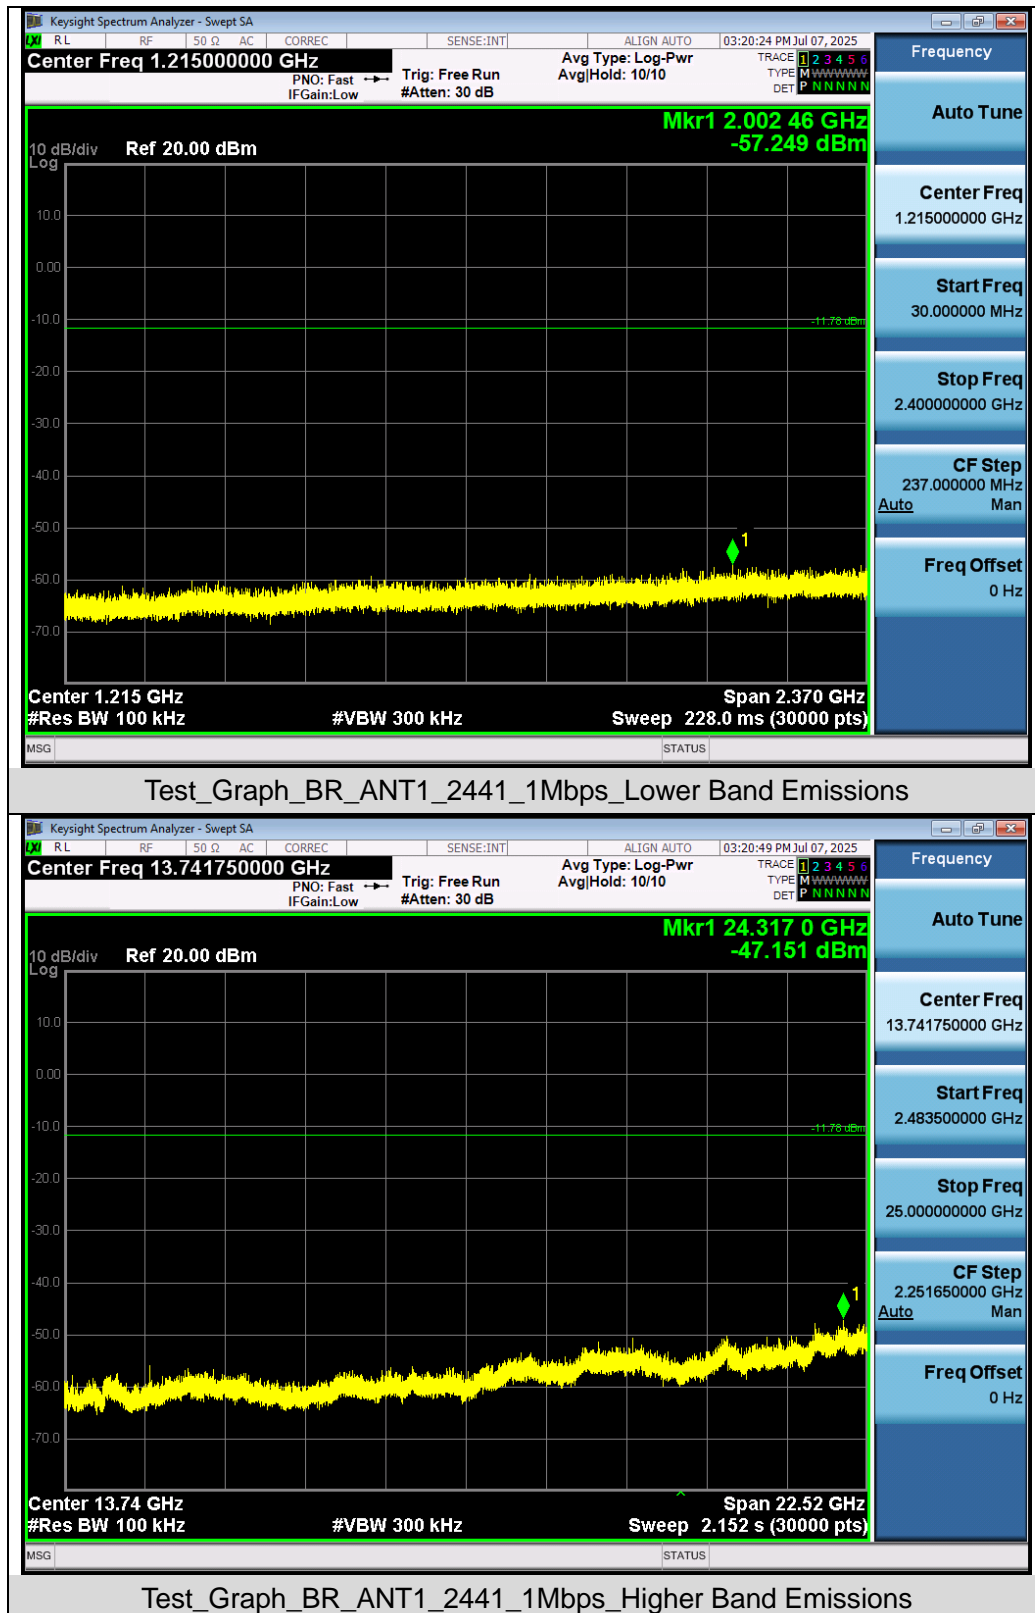 Keysight Spectrum Analyzer - Swept SA
LXI RL RF 50 Ω AC CORREC SENSE:INT ALIGN AUTO 03:20:24 PM Jul 07, 2025
Center Freq 1.215000000 GHz
PNO: Fast
IFGain:Low
Trig: Free Run
#Atten: 30 dB
Avg Type: Log-Pwr
Avg|Hold: 10/10
TRACE 1 2 3 4 5 6
TYPE M W W W W W
DET P N N N N N
Frequency
Auto Tune
Center Freq
1.215000000 GHz
Start Freq
30.000000 MHz
Stop Freq
2.400000000 GHz
CF Step
237.000000 MHz
Auto Man
Freq Offset
0 Hz
Mkr1 2.002 46 GHz
-57.249 dBm
10 dB/div Ref 20.00 dBm
Log
10.0
0.00
-10.0
-11.78 dBm
-20.0
-30.0
-40.0
-50.0
1
-60.0
-70.0
Center 1.215 GHz Span 2.370 GHz
#Res BW 100 kHz #VBW 300 kHz Sweep 228.0 ms (30000 pts)
MSG STATUS
Test_Graph_BR_ANT1_2441_1Mbps_Lower Band Emissions
Keysight Spectrum Analyzer - Swept SA
LXI RL RF 50 Ω AC CORREC SENSE:INT ALIGN AUTO 03:20:49 PM Jul 07, 2025
Center Freq 13.741750000 GHz
PNO: Fast
IFGain:Low
Trig: Free Run
#Atten: 30 dB
Avg Type: Log-Pwr
Avg|Hold: 10/10
TRACE 1 2 3 4 5 6
TYPE M W W W W W
DET P N N N N N
Frequency
Auto Tune
Center Freq
13.741750000 GHz
Start Freq
2.483500000 GHz
Stop Freq
25.000000000 GHz
CF Step
2.251650000 GHz
Auto Man
Freq Offset
0 Hz
Mkr1 24.317 0 GHz
-47.151 dBm
10 dB/div Ref 20.00 dBm
Log
10.0
0.00
-10.0
-11.78 dBm
-20.0
-30.0
-40.0
1
-50.0
-60.0
-70.0
Center 13.74 GHz Span 22.52 GHz
#Res BW 100 kHz #VBW 300 kHz Sweep 2.152 s (30000 pts)
MSG STATUS
Test_Graph_BR_ANT1_2441_1Mbps_Higher Band Emissions